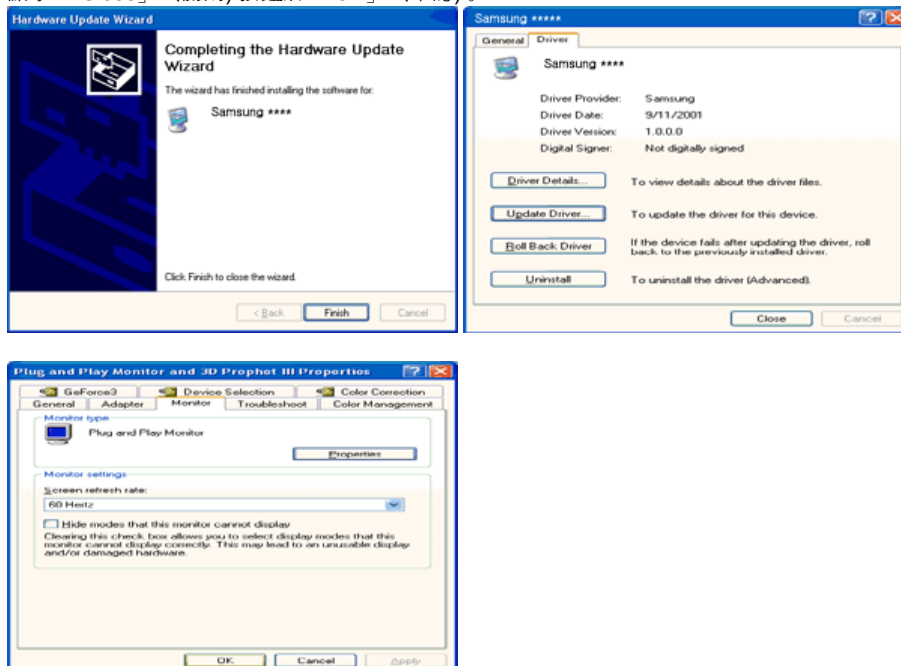 Hardware Update Wizard
Completing the Hardware Update
Wizard
The wizard has finished installing the software for:
Samsung ****
Click Finish to close the wizard.
< Back
Finish
Cancel
Samsung *****
General
Driver
Samsung ****
Driver Provider: Samsung
Driver Date: 9/11/2001
Driver Version: 1.0.0.0
Digital Signer: Not digitally signed
Driver Details... To view details about the driver files.
Update Driver... To update the driver for this device.
Roll Back Driver If the device fails after updating the driver, roll
back to the previously installed driver.
Uninstall To uninstall the driver (Advanced).
Close
Cancel
Plug and Play Monitor and 3D Prophet III Properties
GeForce3 Device Selection Color Correction
General Adapter Monitor Troubleshoot Color Management
Monitor type
Plug and Play Monitor
Properties
Monitor settings
Screen refresh rate:
60 Hertz
Hide modes that this monitor cannot display
Clearing this check box allows you to select display modes that this
monitor cannot display correctly. This may lead to an unusable display
and/or damaged hardware.
OK
Cancel
Apply